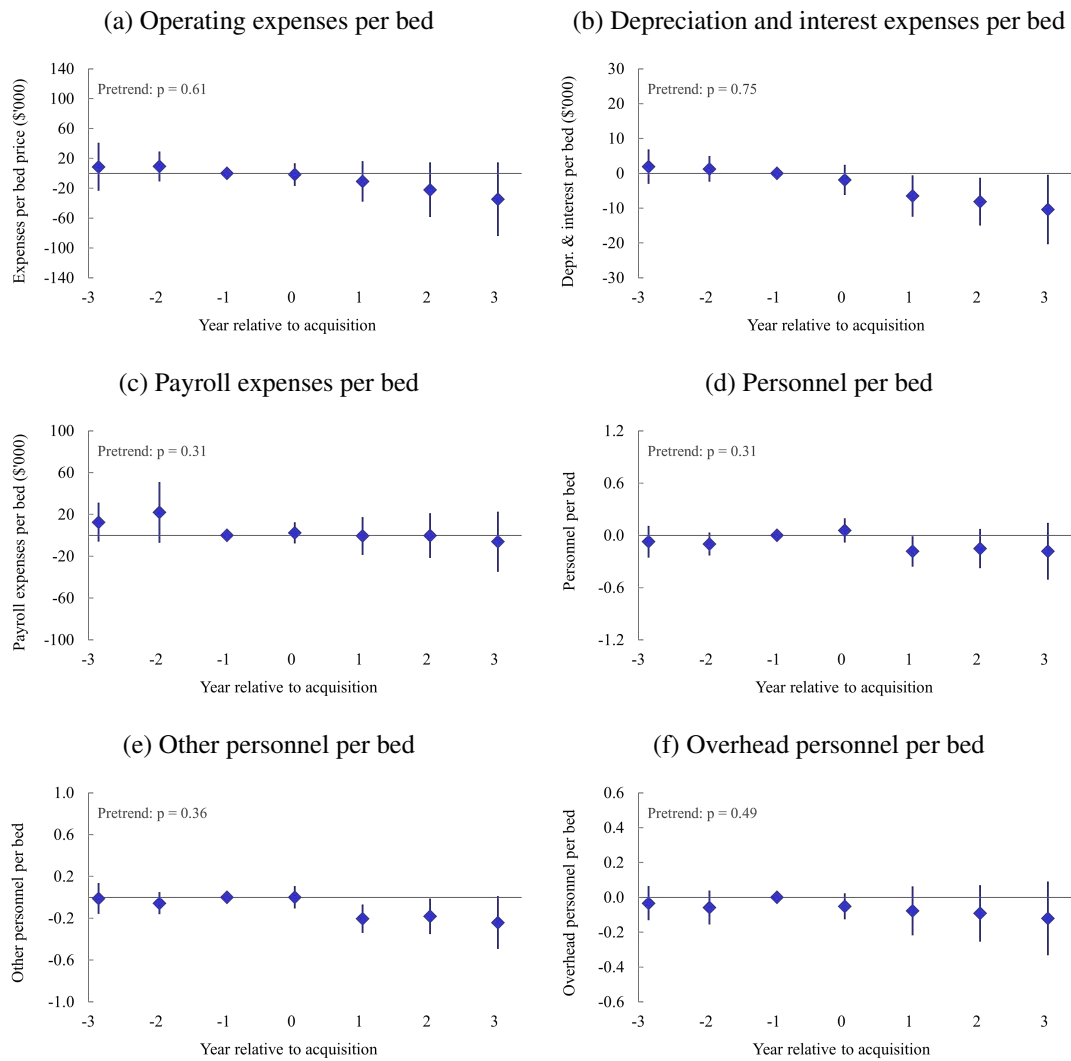 (a) Operating expenses per bed
Expenses per bed price ($'000)
140
100
60
20
-20
-60
-100
-140
Pretrend: p = 0.61
-3 -2 -1 0 1 2 3
Year relative to acquisition
(b) Depreciation and interest expenses per bed
Depr. & interest per bed ($'000)
30
20
10
0
-10
-20
-30
Pretrend: p = 0.75
-3 -2 -1 0 1 2 3
Year relative to acquisition
(c) Payroll expenses per bed
Payroll expenses per bed ($'000)
100
60
20
-20
-60
-100
Pretrend: p = 0.31
-3 -2 -1 0 1 2 3
Year relative to acquisition
(d) Personnel per bed
Personnel per bed
1.2
0.6
0.0
-0.6
-1.2
Pretrend: p = 0.31
-3 -2 -1 0 1 2 3
Year relative to acquisition
(e) Other personnel per bed
Other personnel per bed
1.0
0.6
0.2
-0.2
-0.6
-1.0
Pretrend: p = 0.36
-3 -2 -1 0 1 2 3
Year relative to acquisition
(f) Overhead personnel per bed
Overhead personnel per bed
0.6
0.4
0.2
0.0
-0.2
-0.4
-0.6
Pretrend: p = 0.49
-3 -2 -1 0 1 2 3
Year relative to acquisition